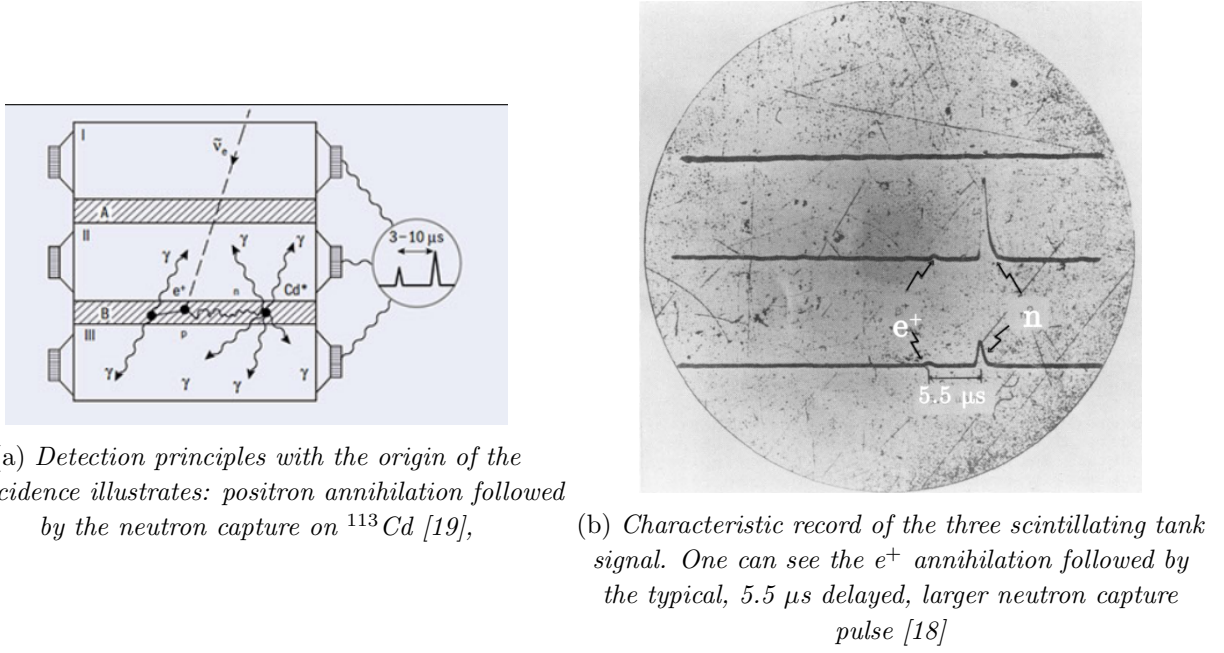 I
ν̃e
A
II
3–10 μs
γ
γ
γ
e+
n
Cd*
B
p
III
γ
γ
γ
γ
e+
n
5.5 μs
a) Detection principles with the origin of the
cidence illustrates: positron annihilation followed
by the neutron capture on 113Cd [19],
(b) Characteristic record of the three scintillating tank
signal. One can see the e+ annihilation followed by
the typical, 5.5 μs delayed, larger neutron capture
pulse [18]